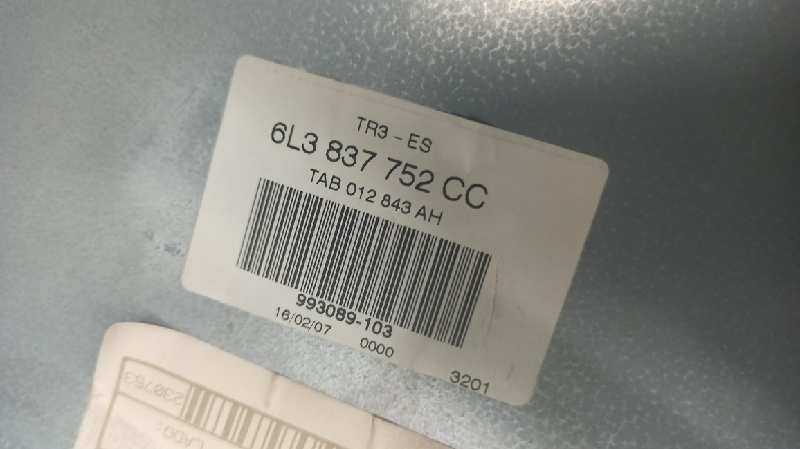 TR3 - ES
6L3 837 752 CC
TAB 012 843 AH
993089-103
16/02/07 0000 3201